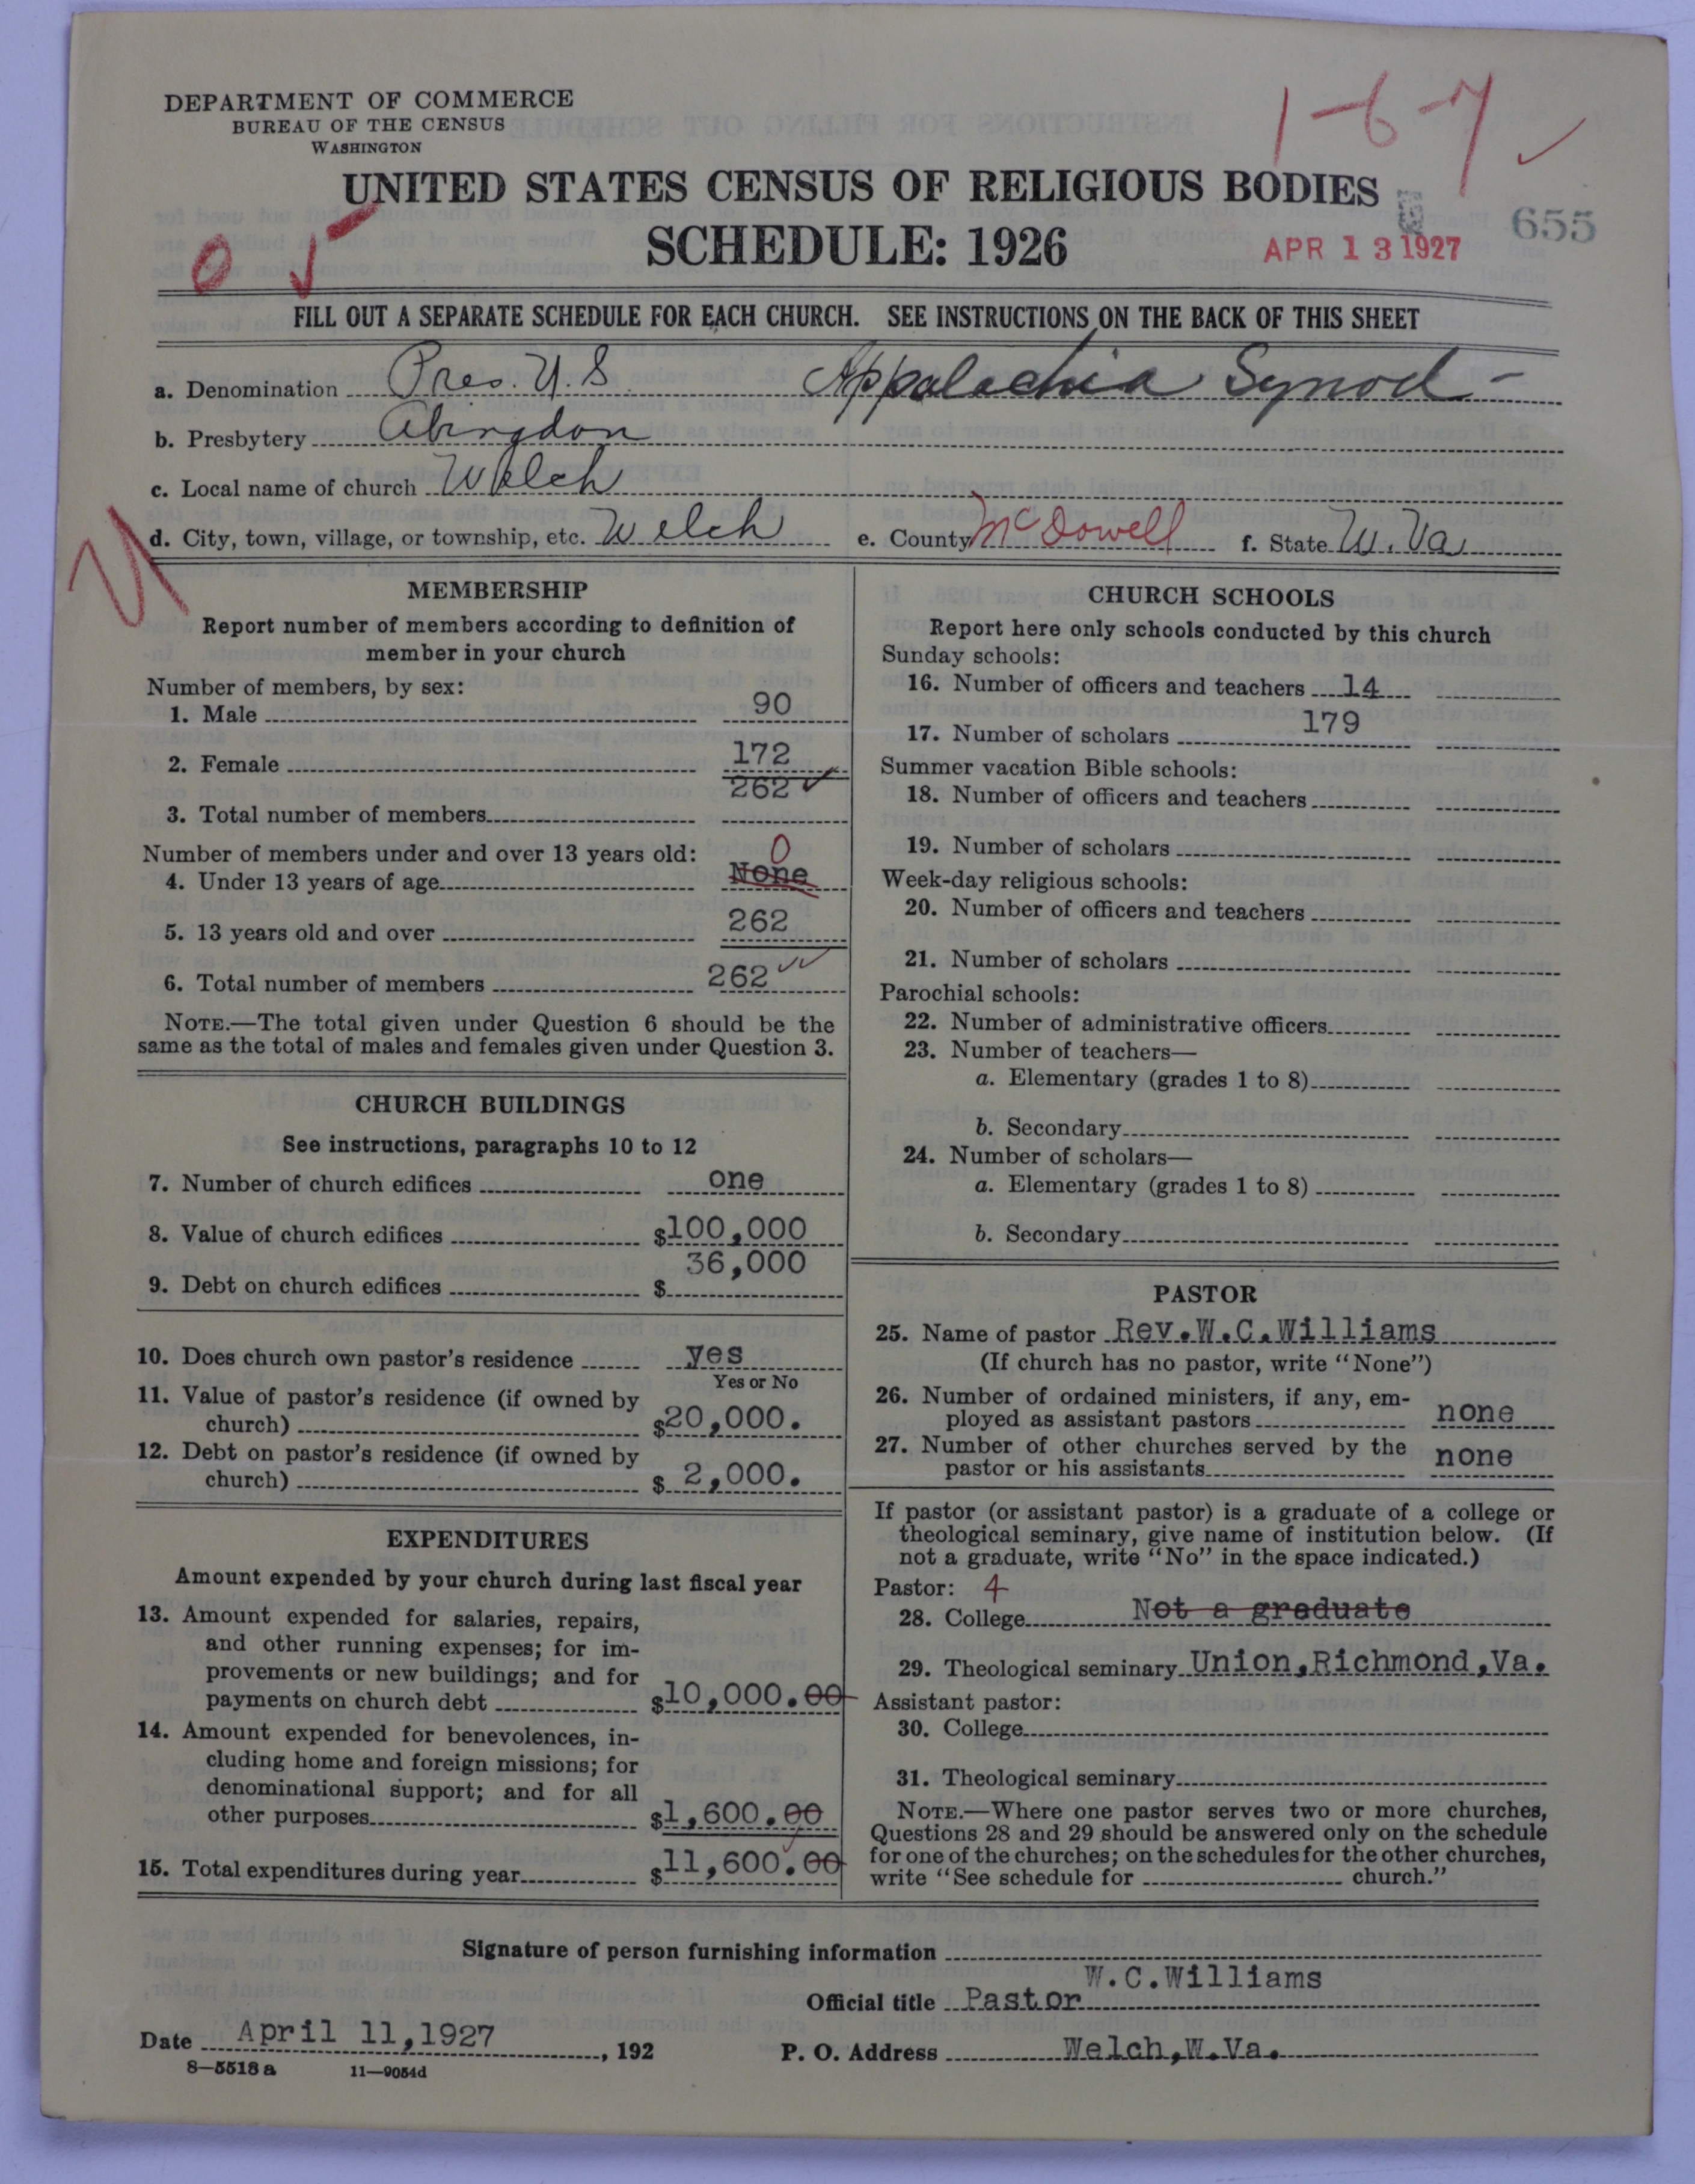 DEPARTMENT OF COMMERCE
BUREAU OF THE CENSUS
WASHINGTON
1-6-7
UNITED STATES CENSUS OF RELIGIOUS BODIES
SCHEDULE: 1926
APR 13 1927
655
0
FILL OUT A SEPARATE SCHEDULE FOR EACH CHURCH. SEE INSTRUCTIONS ON THE BACK OF THIS SHEET
a. Denomination Pres. U.S. Appalachia Synod -
b. Presbytery Abingdon
c. Local name of church Welch
d. City, town, village, or township, etc. Welch e. County McDowell f. State W. Va
MEMBERSHIP
Report number of members according to definition of
member in your church
Number of members, by sex:
1. Male 90
2. Female 172
262
3. Total number of members
Number of members under and over 13 years old:
0
4. Under 13 years of age None
5. 13 years old and over 262
6. Total number of members 262
NOTE.—The total given under Question 6 should be the
same as the total of males and females given under Question 3.
CHURCH BUILDINGS
See instructions, paragraphs 10 to 12
7. Number of church edifices one
8. Value of church edifices $100,000
36,000
9. Debt on church edifices $
10. Does church own pastor's residence yes
Yes or No
11. Value of pastor's residence (if owned by
church) $20,000.
12. Debt on pastor's residence (if owned by
church) $ 2,000.
EXPENDITURES
Amount expended by your church during last fiscal year
13. Amount expended for salaries, repairs,
and other running expenses; for im-
provements or new buildings; and for
payments on church debt $10,000.00
14. Amount expended for benevolences, in-
cluding home and foreign missions; for
denominational support; and for all
other purposes $1,600.00
15. Total expenditures during year $11,600.00
CHURCH SCHOOLS
Report here only schools conducted by this church
Sunday schools:
16. Number of officers and teachers 14
17. Number of scholars 179
Summer vacation Bible schools:
18. Number of officers and teachers
19. Number of scholars
Week-day religious schools:
20. Number of officers and teachers
21. Number of scholars
Parochial schools:
22. Number of administrative officers
23. Number of teachers—
a. Elementary (grades 1 to 8)
b. Secondary
24. Number of scholars—
a. Elementary (grades 1 to 8)
b. Secondary
PASTOR
25. Name of pastor Rev.W.C.Williams
(If church has no pastor, write "None")
26. Number of ordained ministers, if any, em-
ployed as assistant pastors none
27. Number of other churches served by the
pastor or his assistants none
If pastor (or assistant pastor) is a graduate of a college or
theological seminary, give name of institution below. (If
not a graduate, write "No" in the space indicated.)
Pastor: 4
28. College Not a graduate
29. Theological seminary Union,Richmond,Va.
Assistant pastor:
30. College
31. Theological seminary
NOTE.—Where one pastor serves two or more churches,
Questions 28 and 29 should be answered only on the schedule
for one of the churches; on the schedules for the other churches,
write "See schedule for church."
Signature of person furnishing information
W.C.Williams
Official title Pastor
Date April 11,1927 , 192
P. O. Address Welch,W.Va.
8—5518a 11—9054d